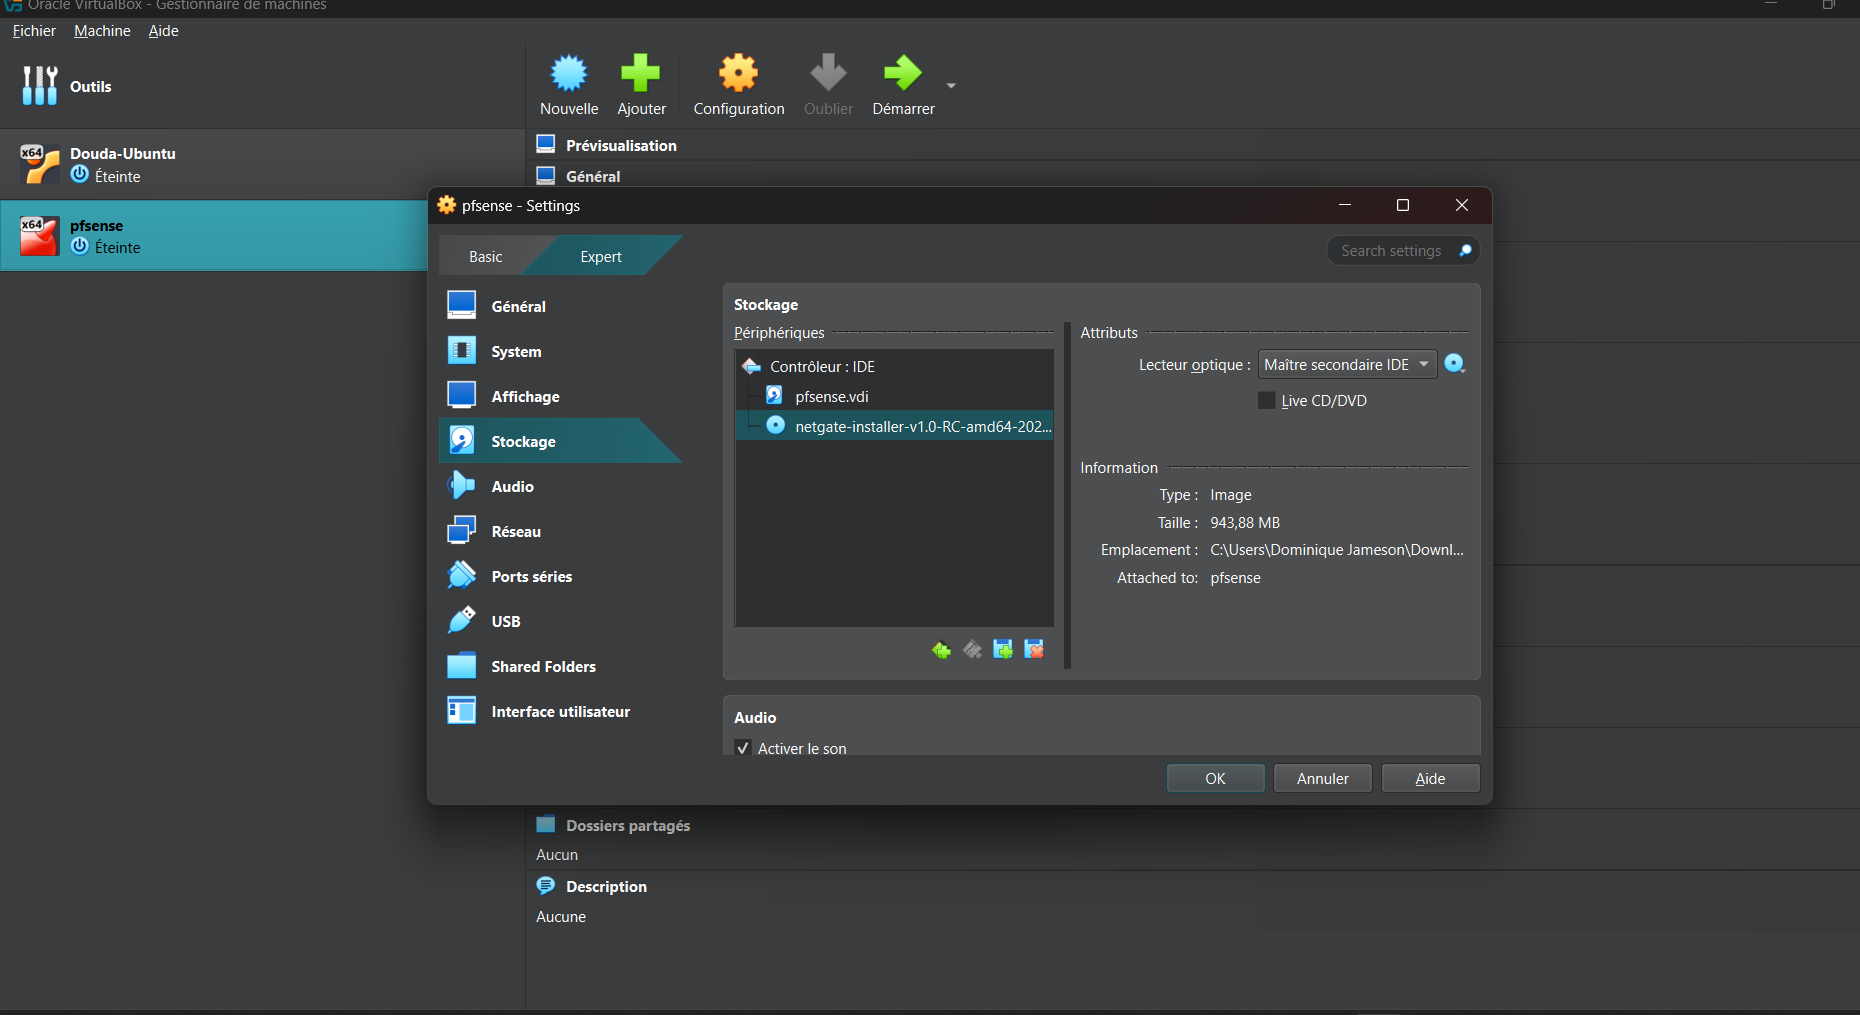 Oracle VirtualBox - Gestionnaire de machines
Fichier Machine Aide
Outils
Nouvelle Ajouter Configuration Oublier Démarrer
x64 Douda-Ubuntu
Éteinte
x64 pfsense
Éteinte
Prévisualisation
Général
pfsense - Settings
Basic Expert
Search settings
Général
System
Affichage
Stockage
Audio
Réseau
Ports séries
USB
Shared Folders
Interface utilisateur
Stockage
Périphériques
Contrôleur : IDE
pfsense.vdi
netgate-installer-v1.0-RC-amd64-202...
Attributs
Lecteur optique : Maître secondaire IDE
Live CD/DVD
Information
Type : Image
Taille : 943,88 MB
Emplacement : C:\Users\Dominique Jameson\Downl...
Attached to: pfsense
Audio
Activer le son
OK Annuler Aide
Dossiers partagés
Aucun
Description
Aucune